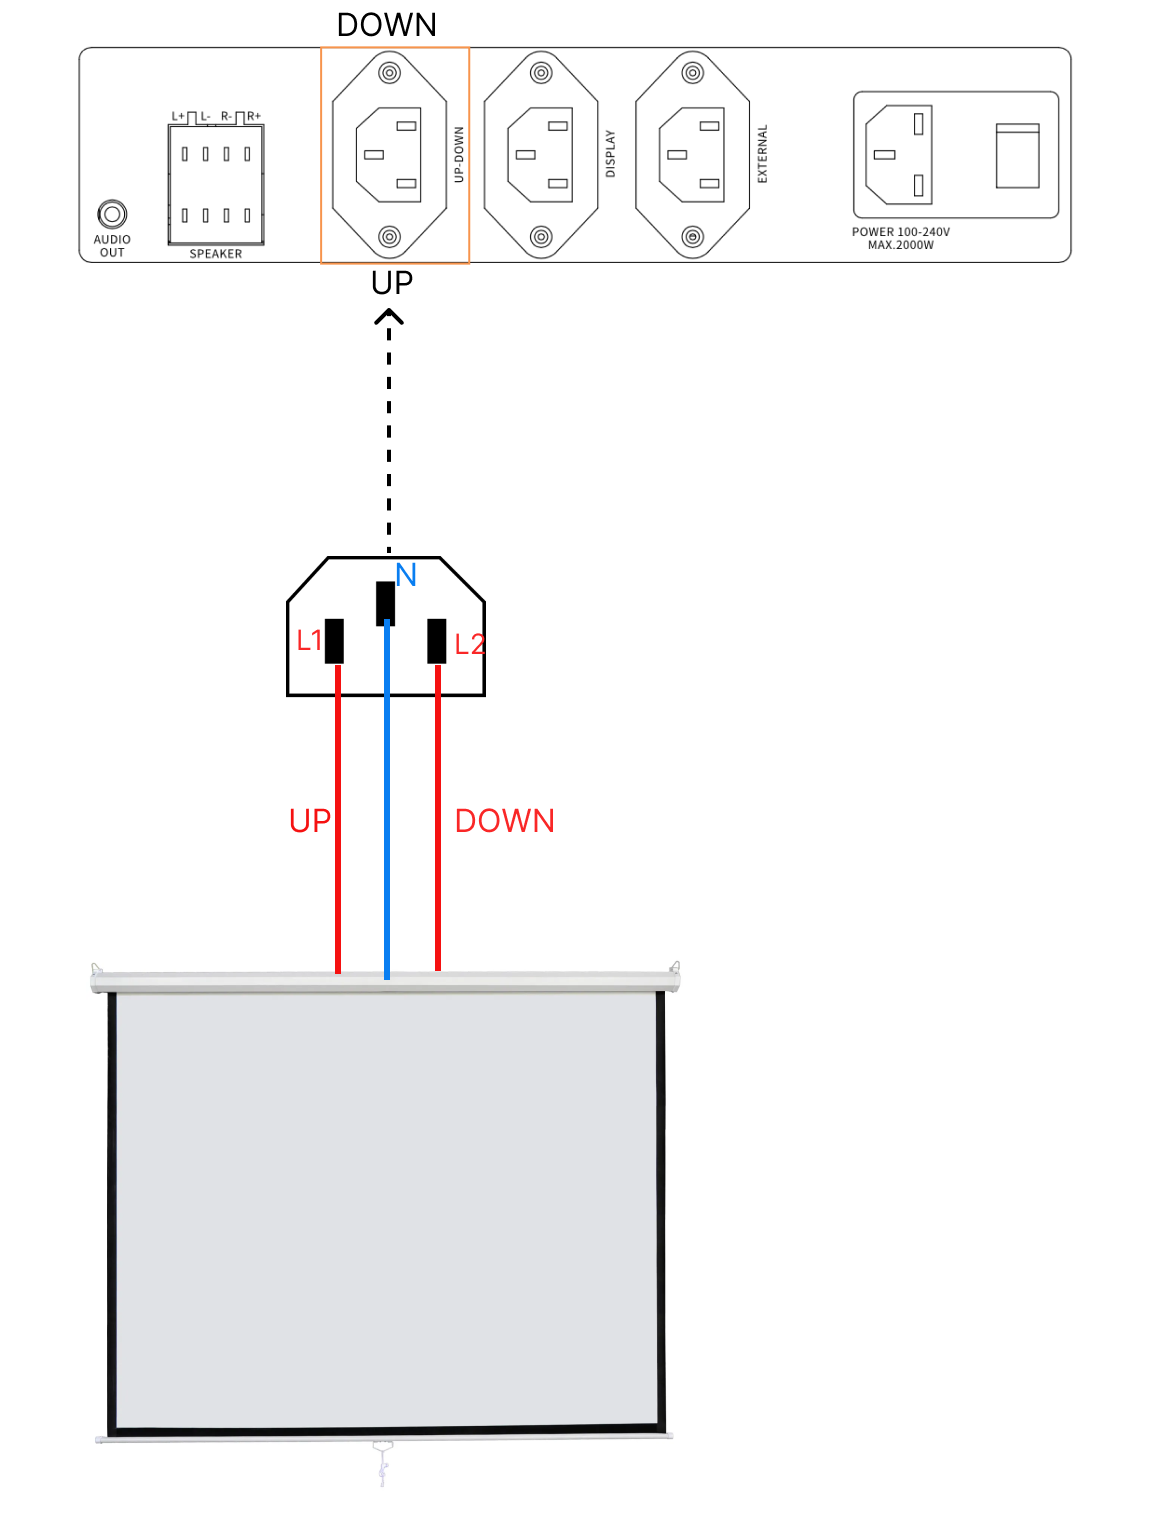 DOWN
L+ L- R- R+
UP-DOWN
DISPLAY
EXTERNAL
AUDIO
OUT
SPEAKER
POWER 100-240V
MAX.2000W
UP
N
L1
L2
UP
DOWN